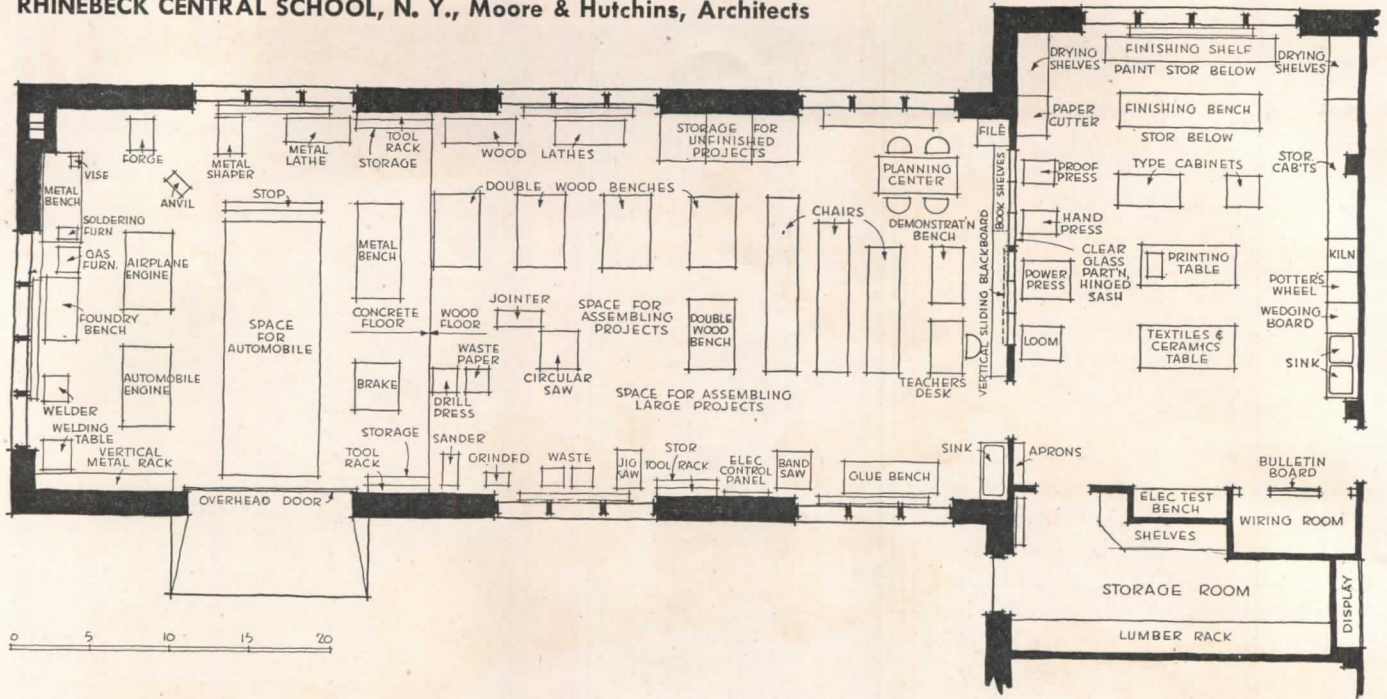 RHINEBECK CENTRAL SCHOOL, N. Y., Moore & Hutchins, Architects
FORGE
VISE
METAL
BENCH
ANVIL
METAL
SHAPER
METAL
LATHE
TOOL
RACK
STORAGE
STOP
SOLDERING
FURN
GAS
FURN.
AIRPLANE
ENGINE
FOUNDRY
BENCH
AUTOMOBILE
ENGINE
WELDER
WELDING
TABLE
VERTICAL
METAL RACK
SPACE
FOR
AUTOMOBILE
METAL
BENCH
CONCRETE
FLOOR
WOOD
FLOOR
BRAKE
STORAGE
TOOL
RACK
OVERHEAD DOOR
WOOD LATHES
STORAGE FOR
UNFINISHED
PROJECTS
DOUBLE WOOD BENCHES
JOINTER
SPACE FOR
ASSEMBLING
PROJECTS
DOUBLE
WOOD
BENCH
WASTE
PAPER
DRILL
PRESS
CIRCULAR
SAW
SPACE FOR ASSEMBLING
LARGE PROJECTS
SANDER
GRINDED
WASTE
JIG
SAW
STOR
TOOL RACK
ELEC
CONTROL
PANEL
BAND
SAW
GLUE BENCH
CHAIRS
PLANNING
CENTER
FILE
BOOK SHELVES
DEMONSTRAT'N
BENCH
TEACHERS
DESK
VERTICAL SLIDING BLACKBOARD
SINK
APRONS
DRYING
SHELVES
FINISHING SHELF
PAINT STOR BELOW
DRYING
SHELVES
PAPER
CUTTER
FINISHING BENCH
STOR BELOW
PROOF
PRESS
TYPE CABINETS
STOR.
CAB'TS
HAND
PRESS
CLEAR
GLASS
PART'N,
HINGED
SASH
POWER
PRESS
PRINTING
TABLE
KILN
POTTER'S
WHEEL
WEDGING
BOARD
LOOM
TEXTILES &
CERAMICS
TABLE
SINK
BULLETIN
BOARD
ELEC TEST
BENCH
WIRING ROOM
SHELVES
STORAGE ROOM
LUMBER RACK
DISPLAY
0 5 10 15 20